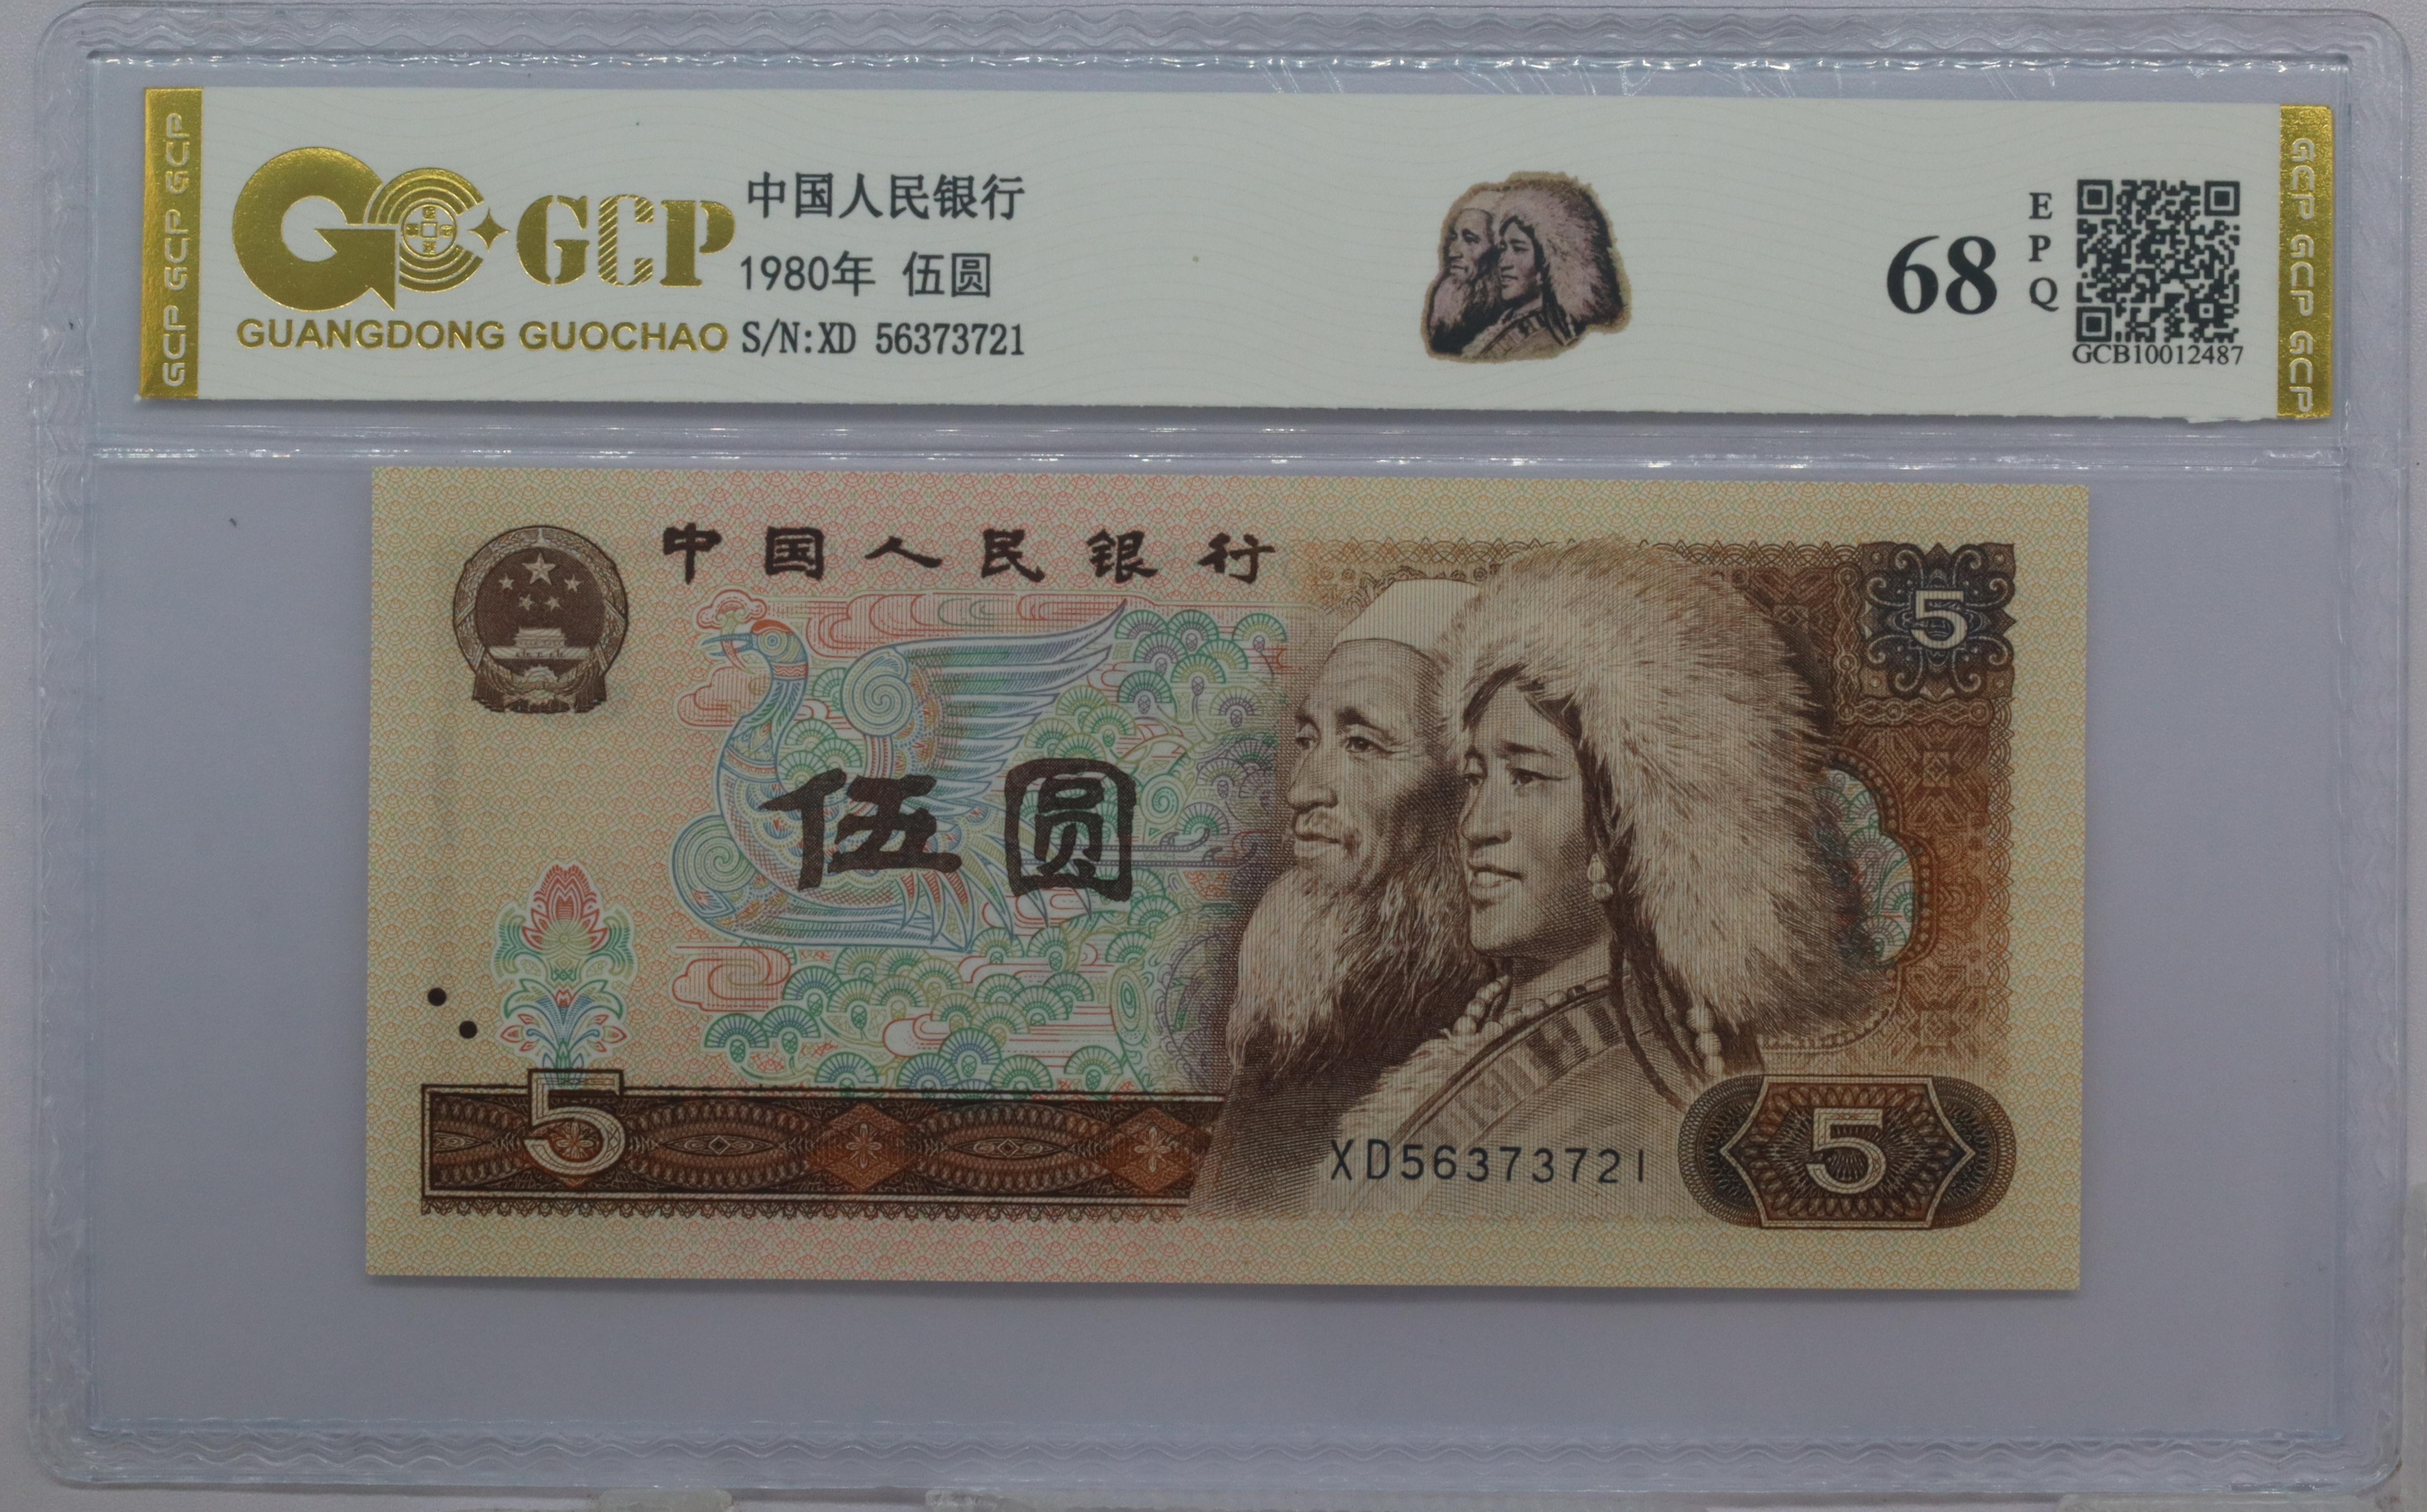 GCP GCP GCP
GCP
GUANGDONG GUOCHAO
中国人民银行
1980年 伍圆
S/N:XD 56373721
68
EPQ
GCB10012487
GCP GCP GCP
中国人民银行
5
伍圆
5
XD56373721
5